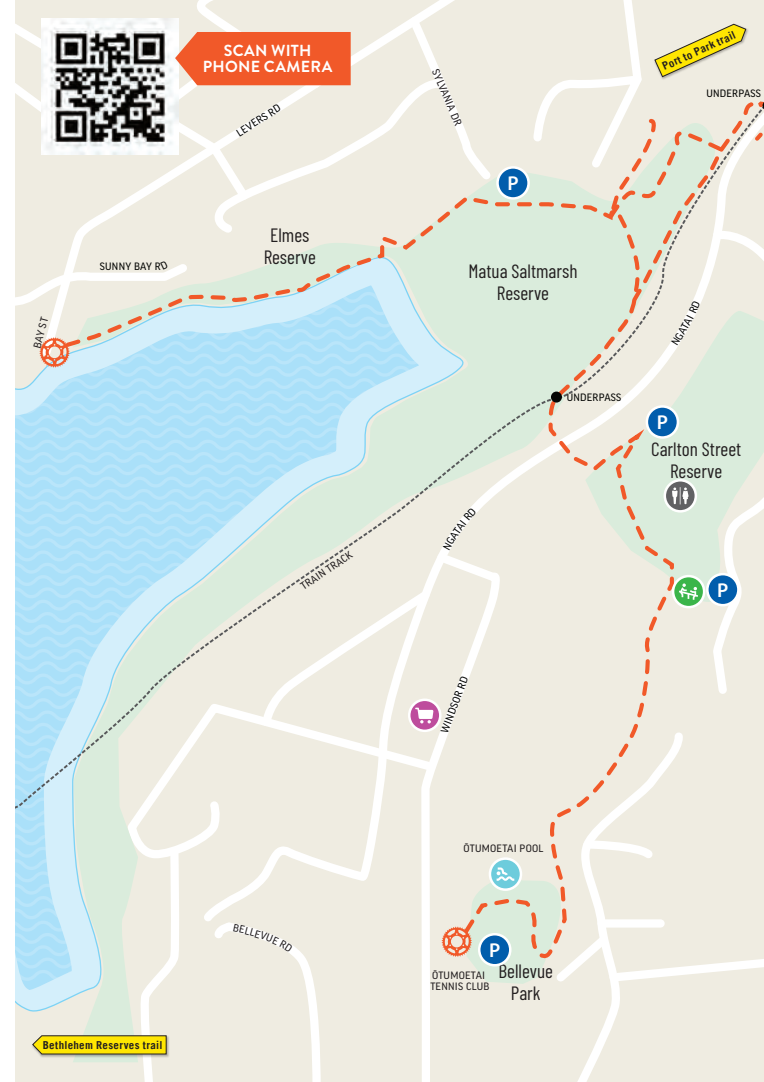 SCAN WITH
PHONE CAMERA
Port to Park trail
UNDERPASS
SYLVANIA DR
LEVERS RD
P
Elmes
Reserve
SUNNY BAY RD
Matua Saltmarsh
Reserve
BAY ST
NGATAI RD
UNDERPASS
P
Carlton Street
Reserve
NGATAI RD
TRAIN TRACK
P
WINDSOR RD
ŌTUMOETAI POOL
BELLEVUE RD
P
ŌTUMOETAI
TENNIS CLUB
Bellevue
Park
Bethlehem Reserves trail